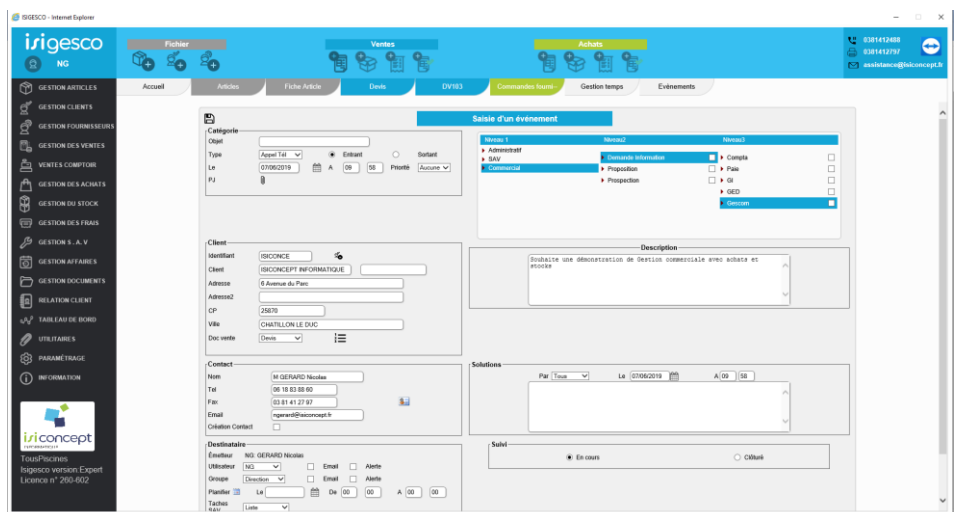 ISIGESCO - Internet Explorer
isigesco
NG
Fichier
Ventes
Achats
0381412488
0381412797
assistance@isiconcept.fr
Accueil
Articles
Fiche Article
Devis
DV103
Commandes fourni--
Gestion temps
Evènements
GESTION ARTICLES
GESTION CLIENTS
GESTION FOURNISSEURS
GESTION DES VENTES
VENTES COMPTOIR
GESTION DES ACHATS
GESTION DU STOCK
GESTION DES FRAIS
GESTION S . A . V
GESTION AFFAIRES
GESTION DOCUMENTS
RELATION CLIENT
TABLEAU DE BORD
UTILITAIRES
PARAMÉTRAGE
INFORMATION
isiconcept
TousPiscines
Isigesco version:Expert
Licence n° 260-602
Saisie d'un évènement
Catégorie
Objet
Type Appel Tél Entrant Sortant
Le 07/06/2019 A 09 58 Priorité Aucune
PJ
Niveau 1 Niveau2 Niveau3
Administratif
SAV Demande information Compta
Commercial Proposition Paie
Prospection GI
GED
Gescom
Client
Identifiant ISICONCE
Client ISICONCEPT INFORMATIQUE
Adresse 6 Avenue du Parc
Adresse2
CP 25870
Ville CHATILLON LE DUC
Doc vente Devis
Description
Souhaite une démonstration de Gestion commerciale avec achats et
stocks
Contact
Nom M GERARD Nicolas
Tel 06 18 83 88 60
Fax 03 81 41 27 97
Email ngerard@isiconcept.fr
Création Contact
Solutions
Par Tous Le 07/06/2019 A 09 58
Destinataire
Émetteur NG: GERARD Nicolas
Utilisateur NG Email Alerte
Groupe Direction Email Alerte
Planifier Le De 00 00 A 00 00
Taches
SAV Liste
Suivi
En cours Clôturé